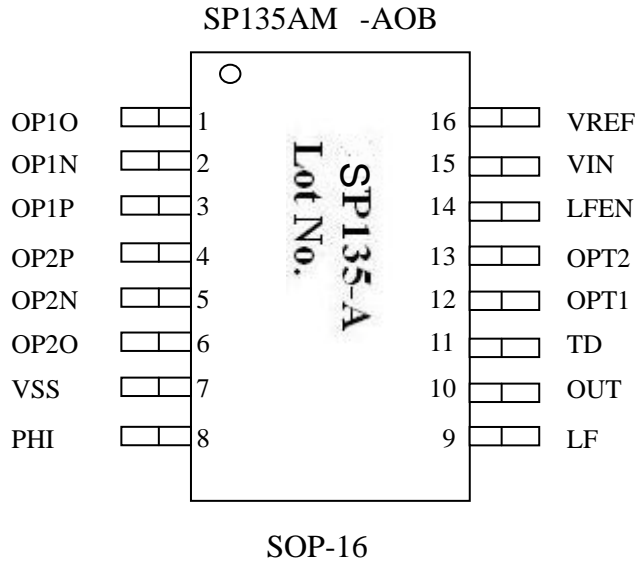 SP135AM -AOB
OP1O 1 16 VREF
OP1N 2 15 VIN
OP1P 3 14 LFEN
OP2P 4 13 OPT2
OP2N 5 12 OPT1
OP2O 6 11 TD
VSS 7 10 OUT
PHI 8 9 LF
SP135-A
Lot No.
SOP-16